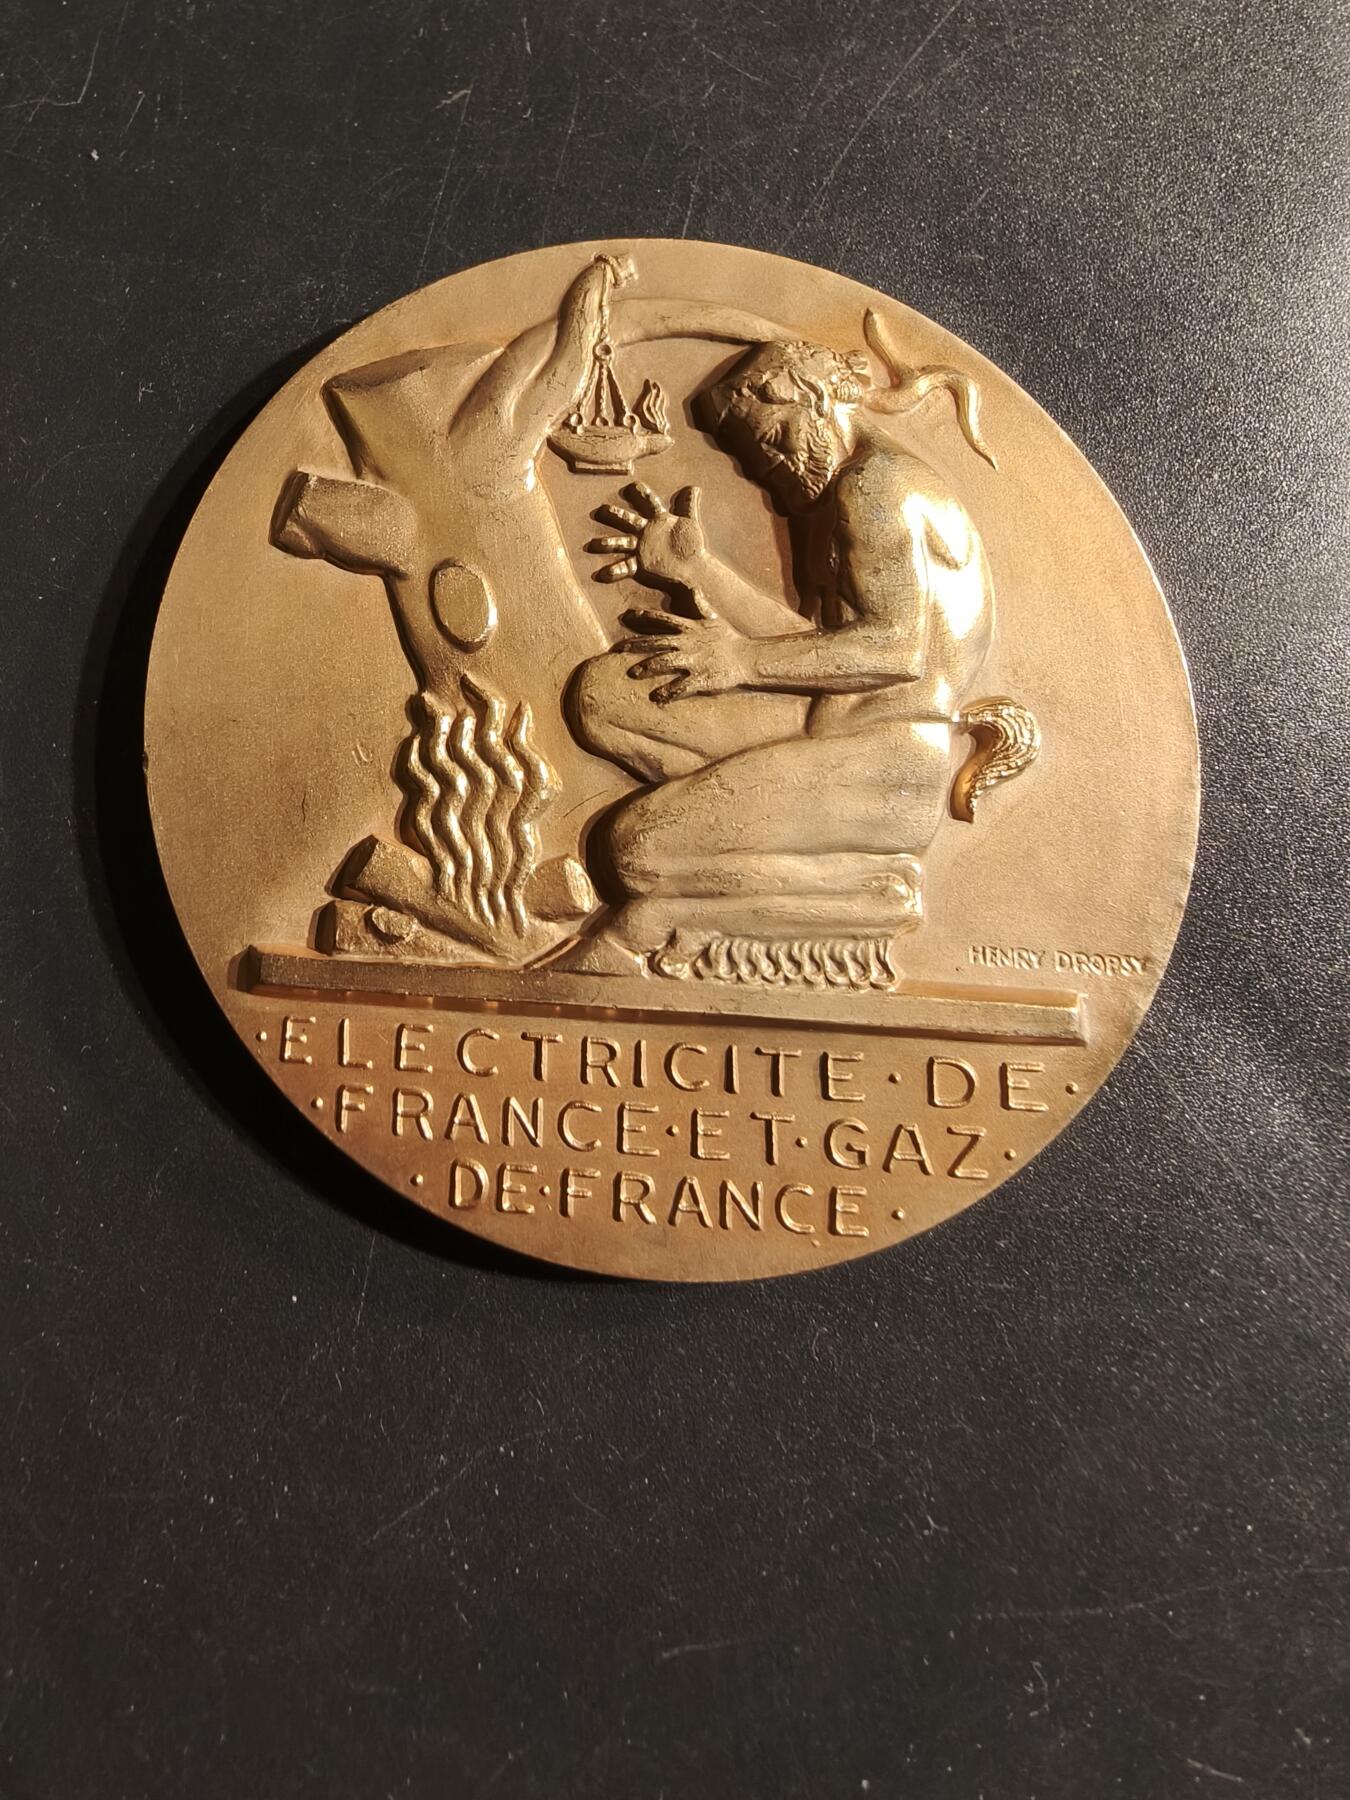 HENRY DROPSY
·ELECTRICITE·DE·
·FRANCE·ET·GAZ·
·DE·FRANCE·